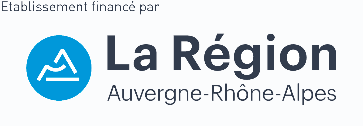 Etablissement financé par
La Région
Auvergne-Rhône-Alpes